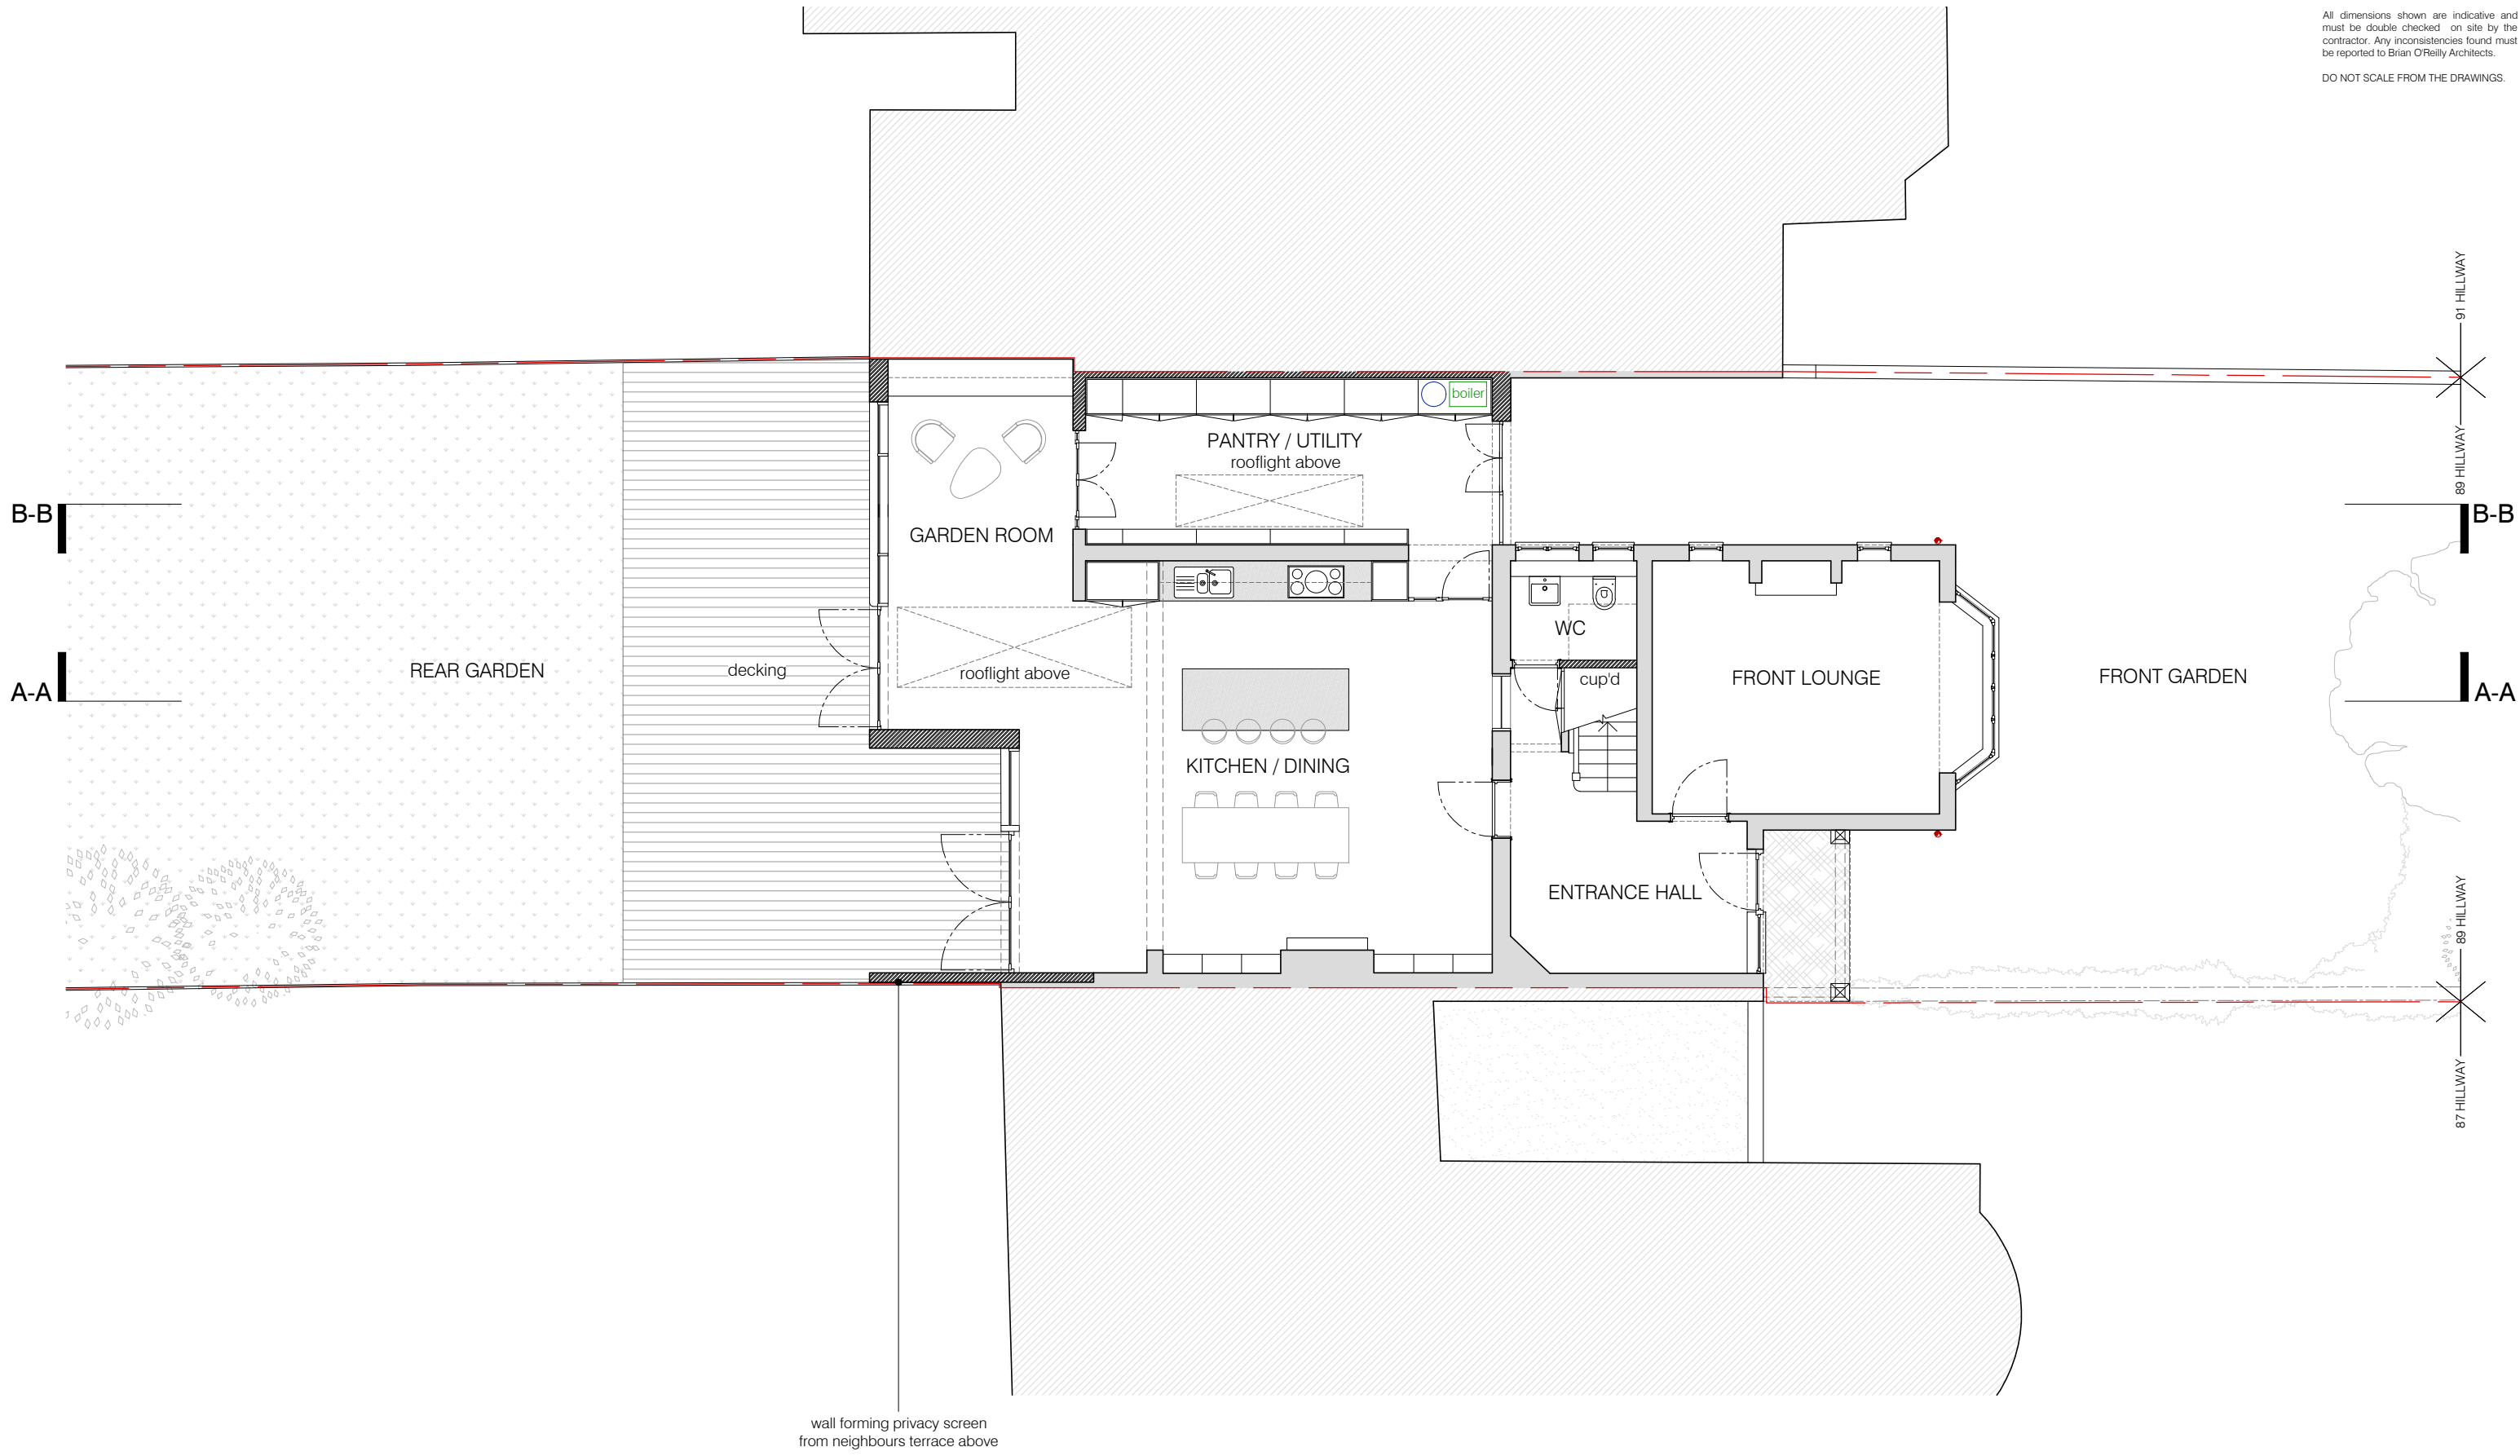 All dimensions shown are indicative and
must be double checked on site by the
contractor. Any inconsistencies found must
be reported to Brian O'Reilly Architects.
DO NOT SCALE FROM THE DRAWINGS.
91 HILLWAY
89 HILLWAY
boiler
PANTRY / UTILITY
rooflight above
B-B
B-B
GARDEN ROOM
WC
REAR GARDEN
decking
rooflight above
cup'd
FRONT LOUNGE
FRONT GARDEN
A-A
A-A
KITCHEN / DINING
ENTRANCE HALL
89 HILLWAY
87 HILLWAY
wall forming privacy screen
from neighbours terrace above